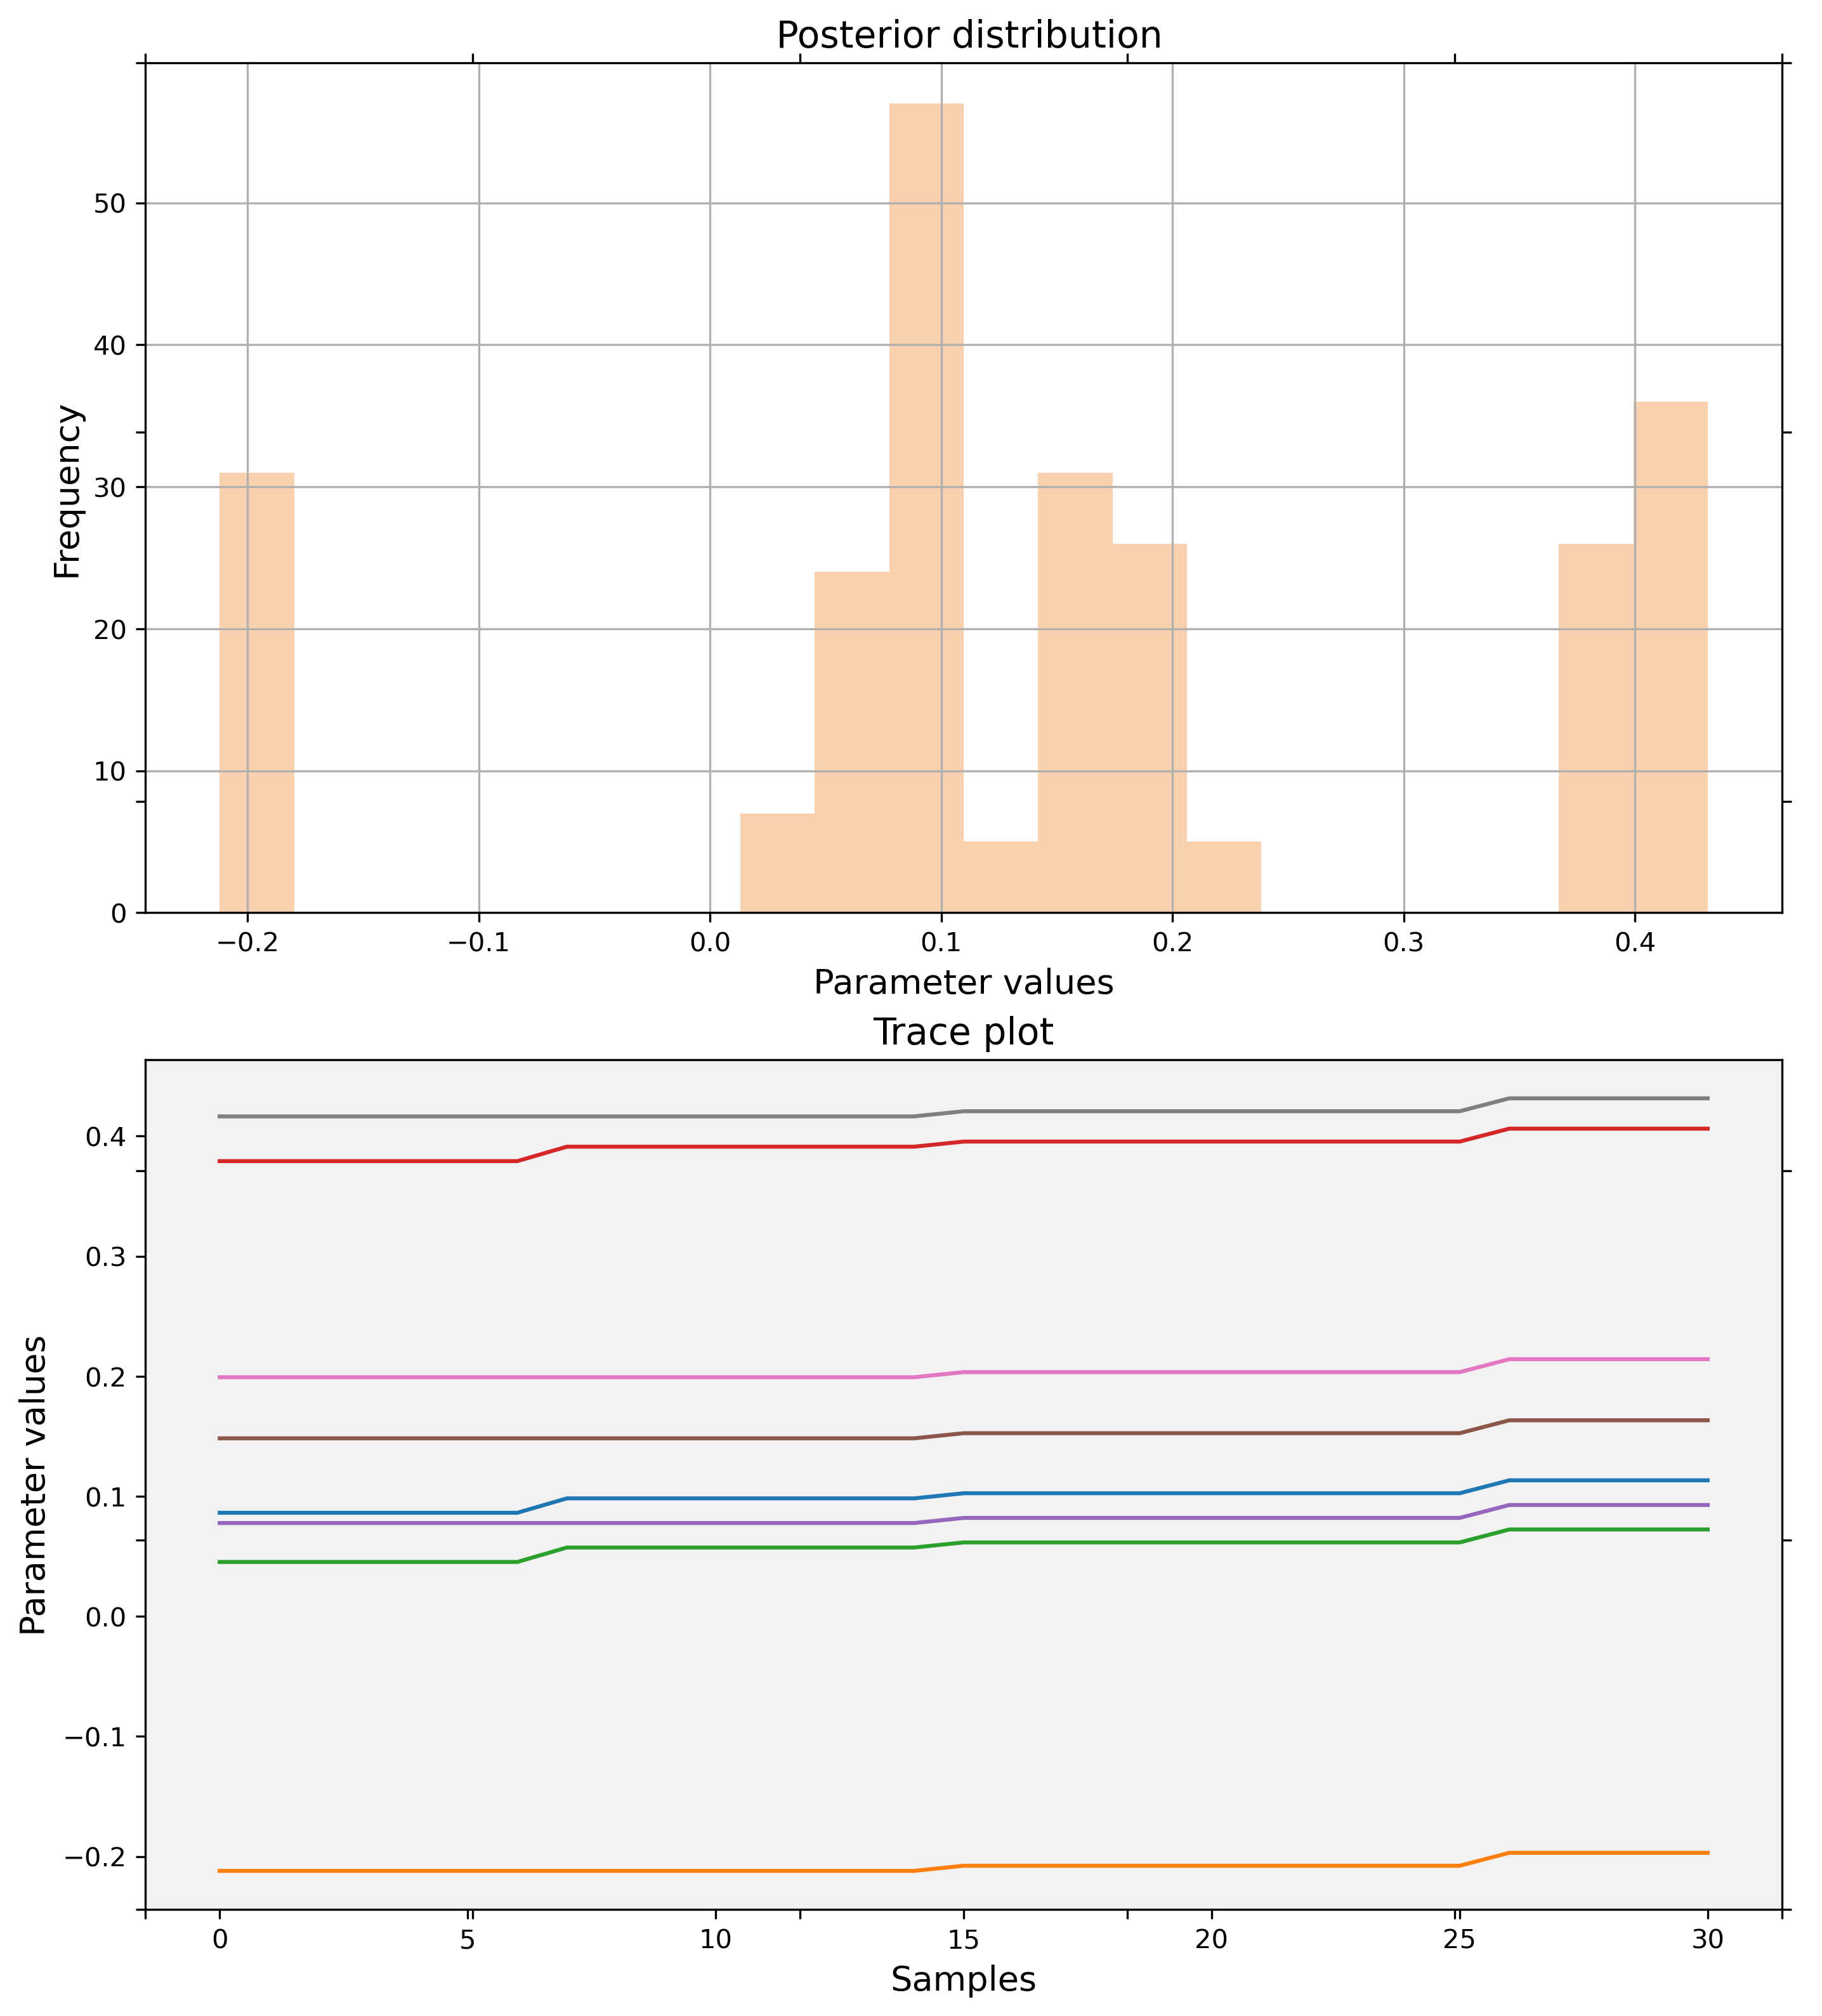 Posterior distribution
Frequency
50
40
30
20
10
0
−0.2 −0.1 0.0 0.1 0.2 0.3 0.4
Parameter values
Trace plot
Parameter values
0.4
0.3
0.2
0.1
0.0
−0.1
−0.2
0 5 10 15 20 25 30
Samples